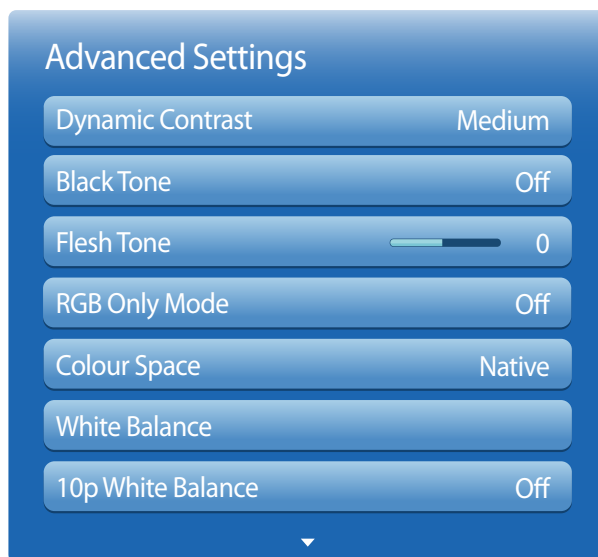 Advanced Settings
Dynamic Contrast Medium
Black Tone Off
Flesh Tone 0
RGB Only Mode Off
Colour Space Native
White Balance
10p White Balance Off